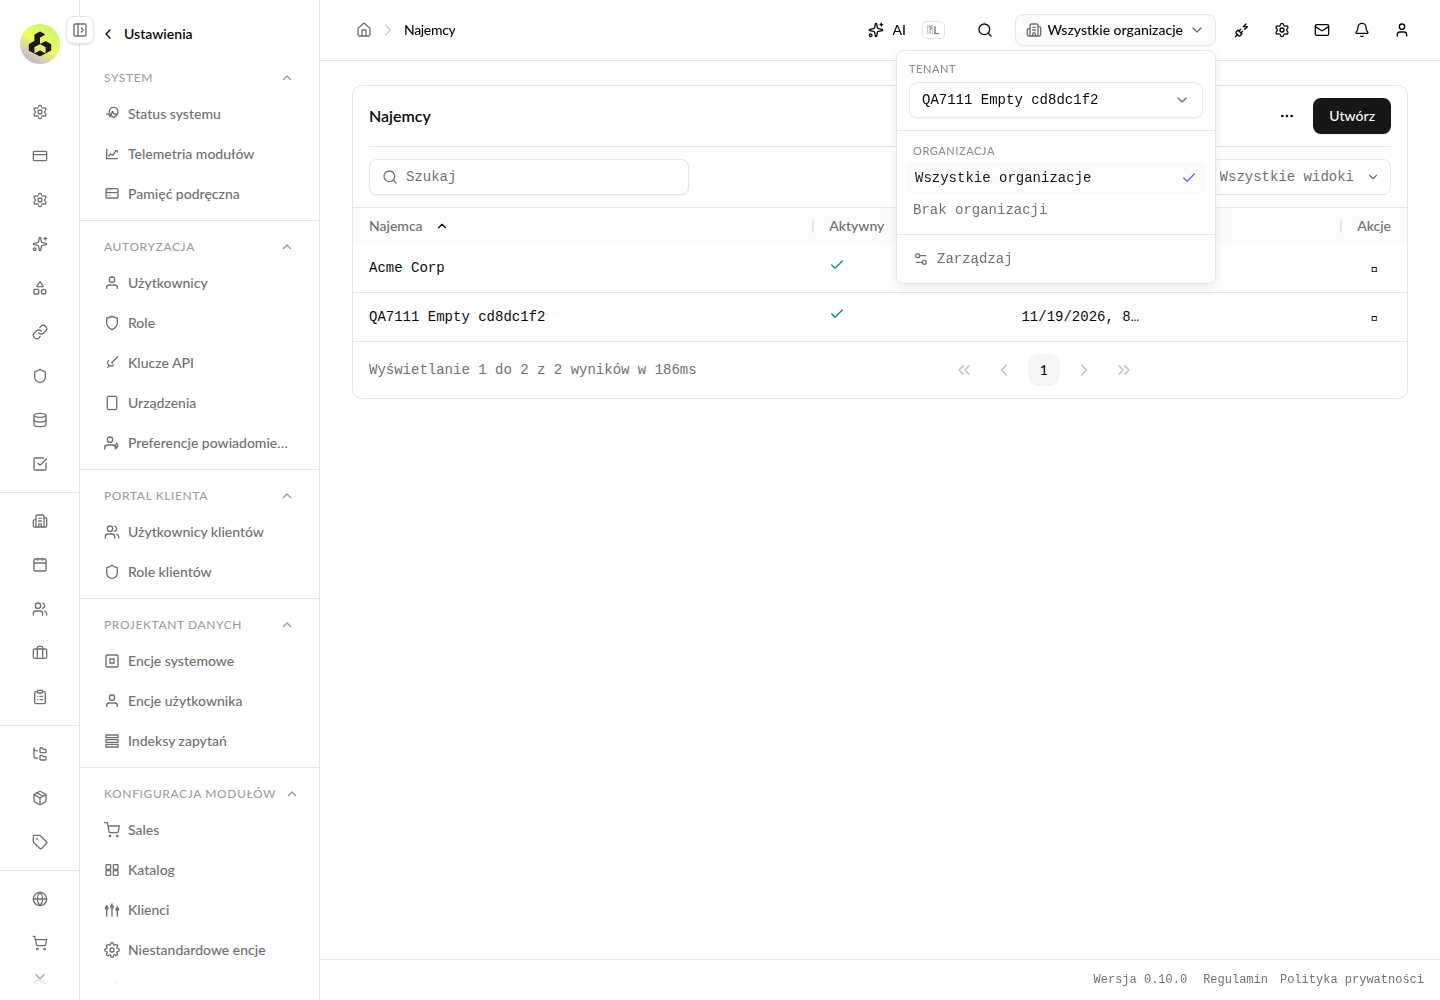 Ustawienia
SYSTEM
Status systemu
Telemetria modułów
Pamięć podręczna
AUTORYZACJA
Użytkownicy
Role
Klucze API
Urządzenia
Preferencje powiadomie...
PORTAL KLIENTA
Użytkownicy klientów
Role klientów
PROJEKTANT DANYCH
Encje systemowe
Encje użytkownika
Indeksy zapytań
KONFIGURACJA MODUŁÓW
Sales
Katalog
Klienci
Niestandardowe encje
Najemcy
AI
L
Wszystkie organizacje
TENANT
QA7111 Empty cd8dc1f2
ORGANIZACJA
Wszystkie organizacje
Brak organizacji
Zarządzaj
Najemcy
Utwórz
Szukaj
Wszystkie widoki
Najemca
Aktywny
Akcje
Acme Corp
QA7111 Empty cd8dc1f2
11/19/2026, 8…
Wyświetlanie 1 do 2 z 2 wyników w 186ms
1
Wersja 0.10.0
Regulamin
Polityka prywatności